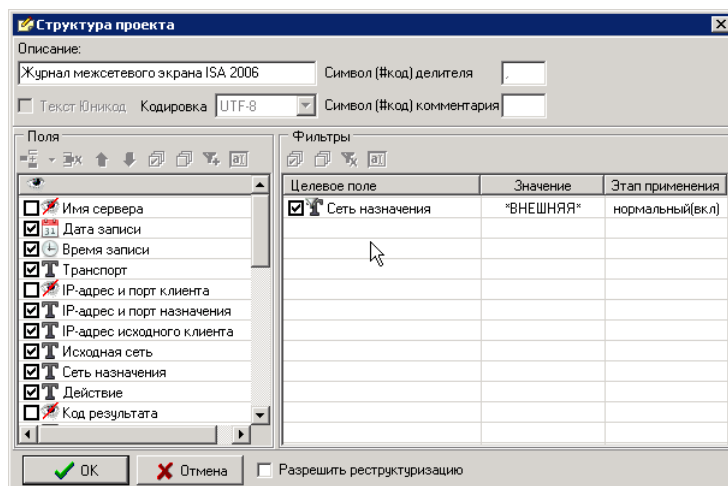 Структура проекта
Описание:
Журнал межсетевого экрана ISA 2006
Символ (#код) делителя
,
Текст Юникод
Кодировка
UTF-8
Символ (#код) комментария
Поля
Фильтры
Целевое поле
Значение
Этап применения
Имя сервера
Сеть назначения
*ВНЕШНЯЯ*
нормальный(вкл)
31
Дата записи
Время записи
Транспорт
IP-адрес и порт клиента
IP-адрес и порт назначения
IP-адрес исходного клиента
Исходная сеть
Сеть назначения
Действие
Код результата
OK
Отмена
Разрешить реструктуризацию